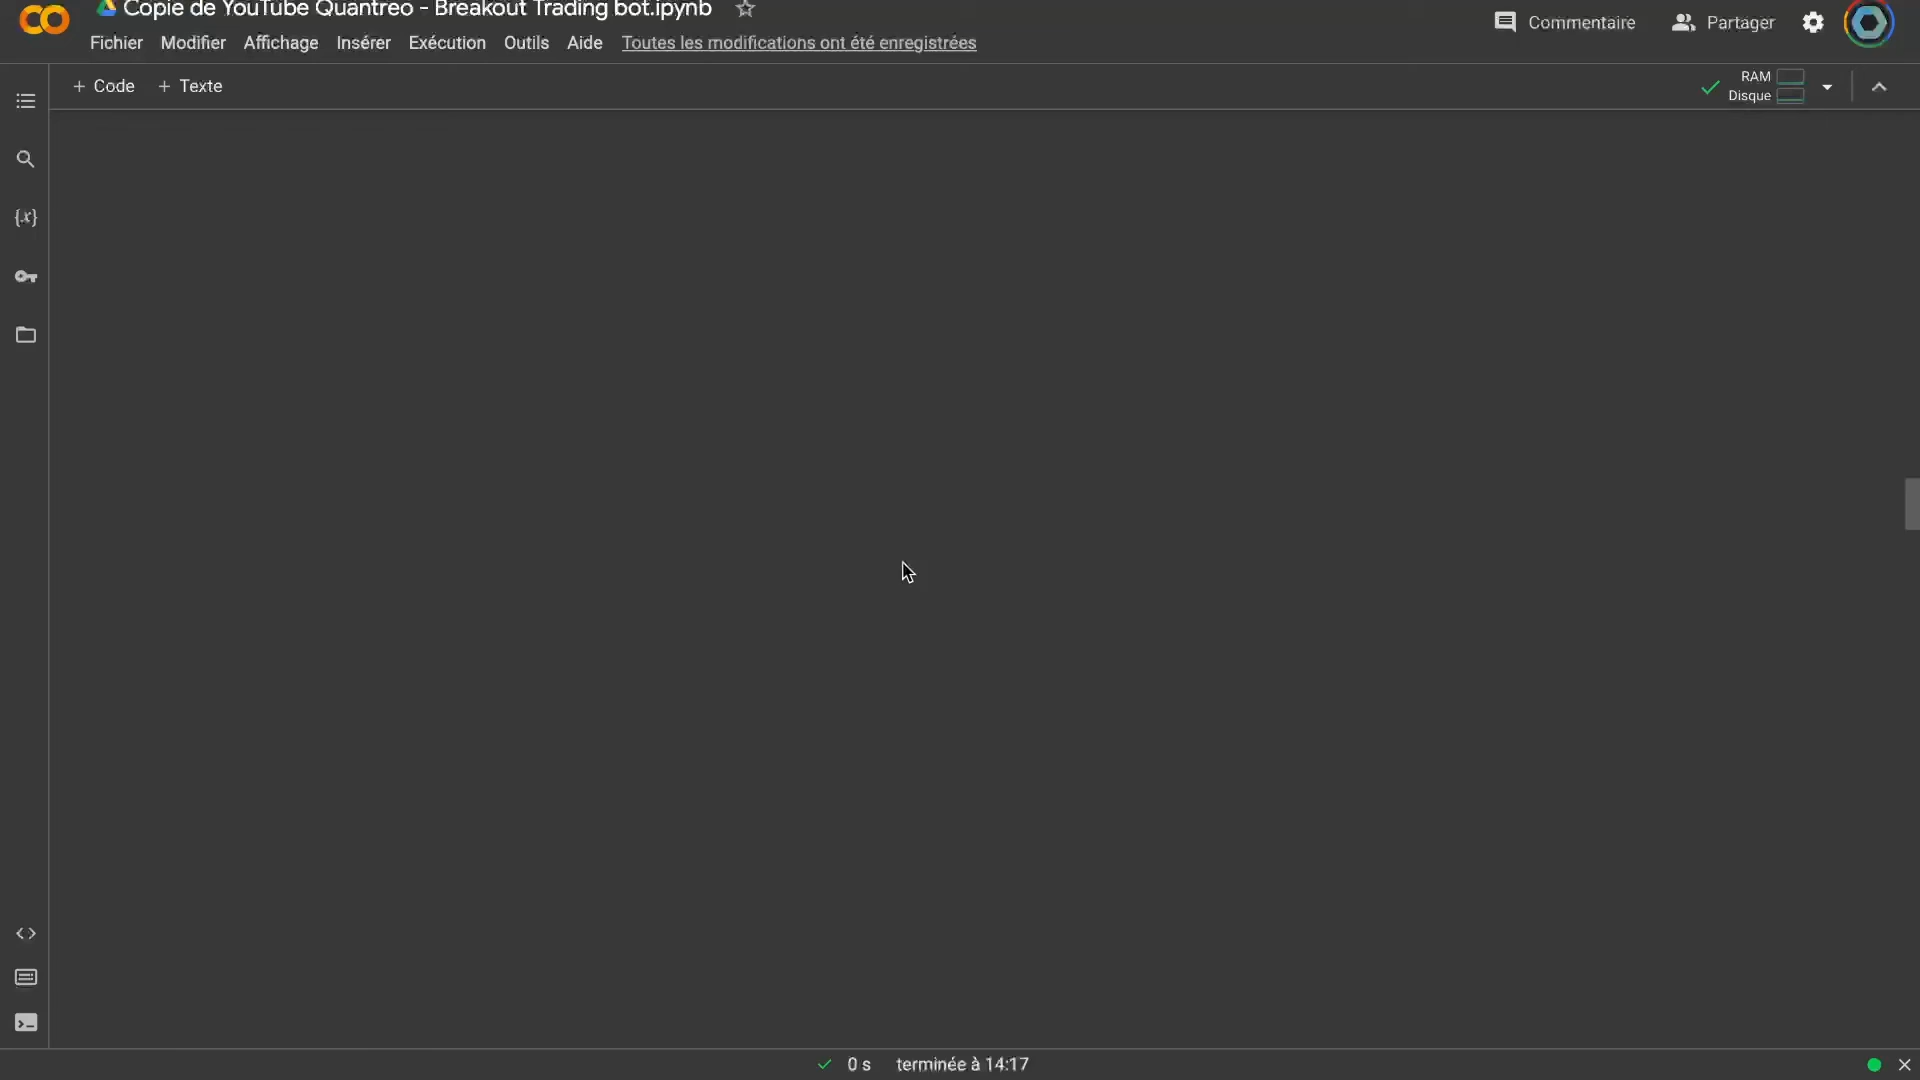 Copie de YouTube Quantreo - Breakout Trading bot.ipynb
Commentaire
Partager
Fichier Modifier Affichage Insérer Exécution Outils Aide Toutes les modifications ont été enregistrées
+ Code + Texte
RAM
Disque
{x}
0 s terminée à 14:17